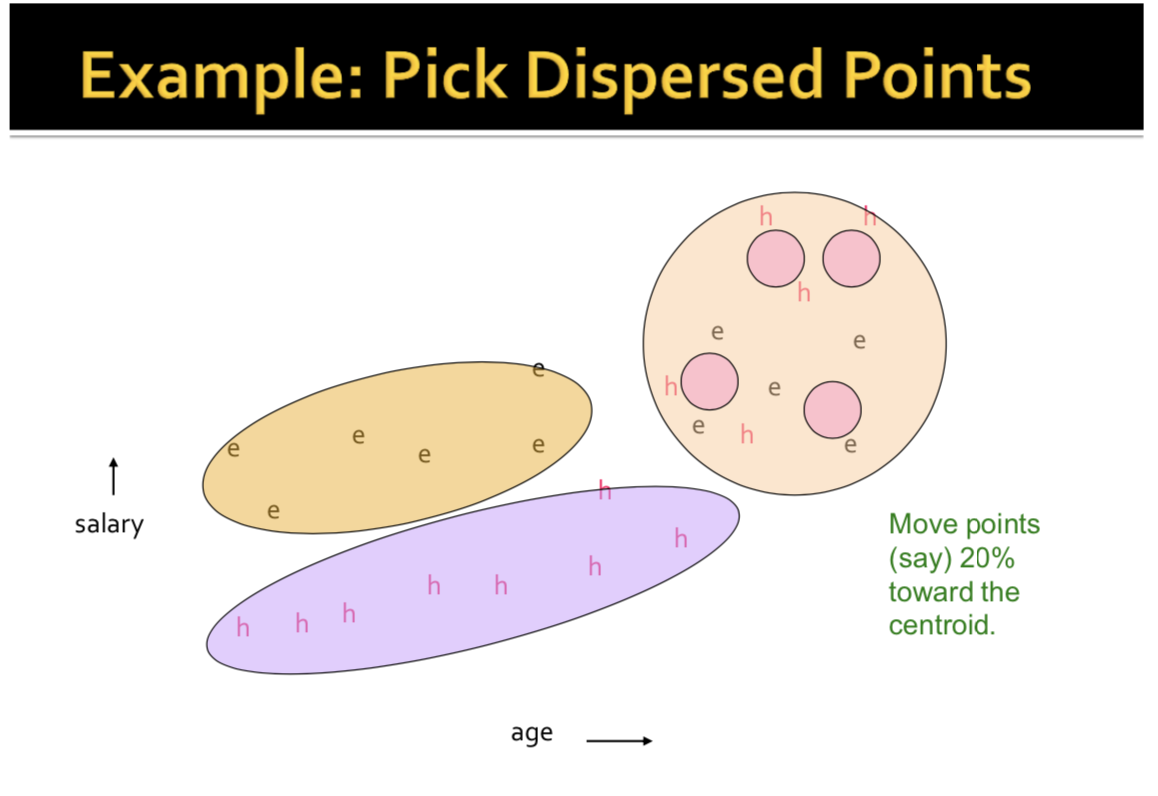 Example: Pick Dispersed Points
h h
h
e
e
e
h e
e h
e
e
e
e
e
e
e
h
h
h
h h
h
h
h
salary
Move points
(say) 20%
toward the
centroid.
age